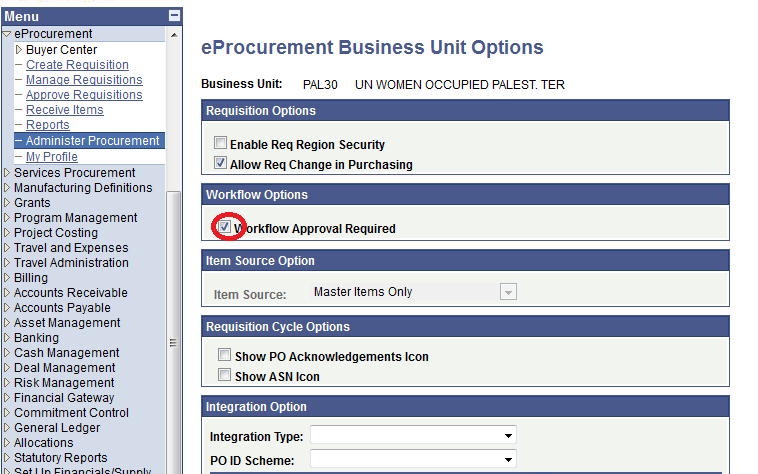 Menu
eProcurement
Buyer Center
Create Requisition
Manage Requisitions
Approve Requisitions
Receive Items
Reports
Administer Procurement
My Profile
Services Procurement
Manufacturing Definitions
Grants
Program Management
Project Costing
Travel and Expenses
Travel Administration
Billing
Accounts Receivable
Accounts Payable
Asset Management
Banking
Cash Management
Deal Management
Risk Management
Financial Gateway
Commitment Control
General Ledger
Allocations
Statutory Reports
Set Up Financials/Supply
eProcurement Business Unit Options
Business Unit: PAL30 UN WOMEN OCCUPIED PALEST. TER
Requisition Options
Enable Req Region Security
Allow Req Change in Purchasing
Workflow Options
Workflow Approval Required
Item Source Option
Item Source: Master Items Only
Requisition Cycle Options
Show PO Acknowledgements Icon
Show ASN Icon
Integration Option
Integration Type:
PO ID Scheme: